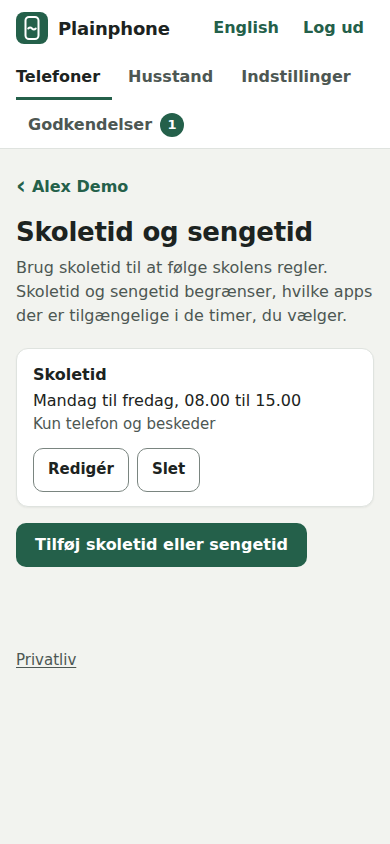 Plainphone English Log ud
Telefoner Husstand Indstillinger
Godkendelser 1
‹ Alex Demo
Skoletid og sengetid
Brug skoletid til at følge skolens regler.
Skoletid og sengetid begrænser, hvilke apps
der er tilgængelige i de timer, du vælger.
Skoletid
Mandag til fredag, 08.00 til 15.00
Kun telefon og beskeder
Redigér Slet
Tilføj skoletid eller sengetid
Privatliv